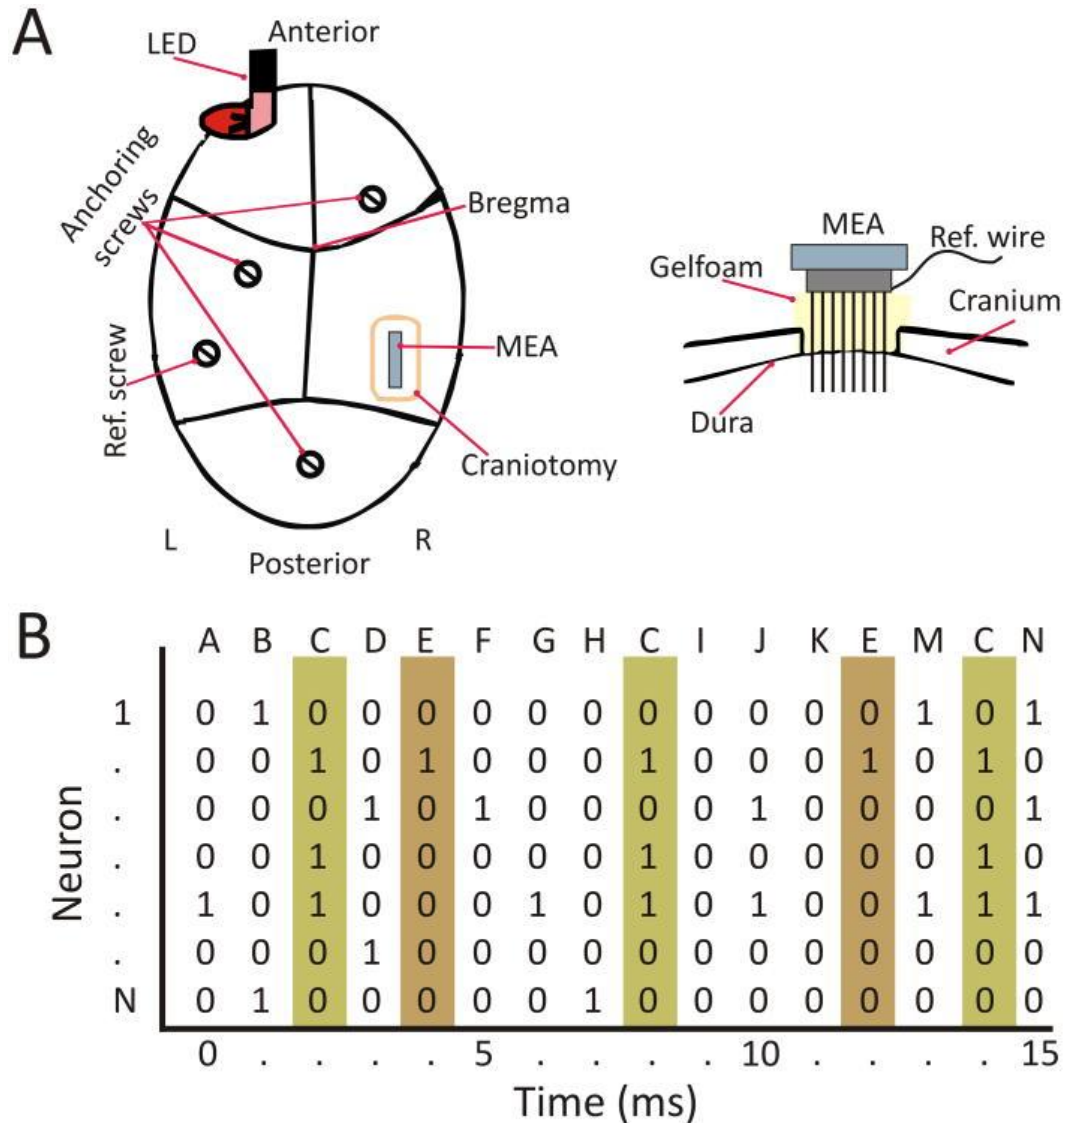 A
LED
Anterior
Anchoring
screws
Bregma
MEA
Ref. screw
Craniotomy
L
R
Posterior
MEA
Ref. wire
Gelfoam
Cranium
Dura
B
A B C D E F G H C I J K E M C N
1 0 1 0 0 0 0 0 0 0 0 0 0 0 1 0 1
. 0 0 1 0 1 0 0 0 1 0 0 0 1 0 1 0
. 0 0 0 1 0 1 0 0 0 0 1 0 0 0 0 1
. 0 0 1 0 0 0 0 0 1 0 0 0 0 0 1 0
. 1 0 1 0 0 0 1 0 1 0 1 0 0 1 1 1
. 0 0 0 1 0 0 0 0 0 0 0 0 0 0 0 0
N 0 1 0 0 0 0 0 1 0 0 0 0 0 0 0 0
Neuron
0 . . . . 5 . . . . 10 . . . . 15
Time (ms)